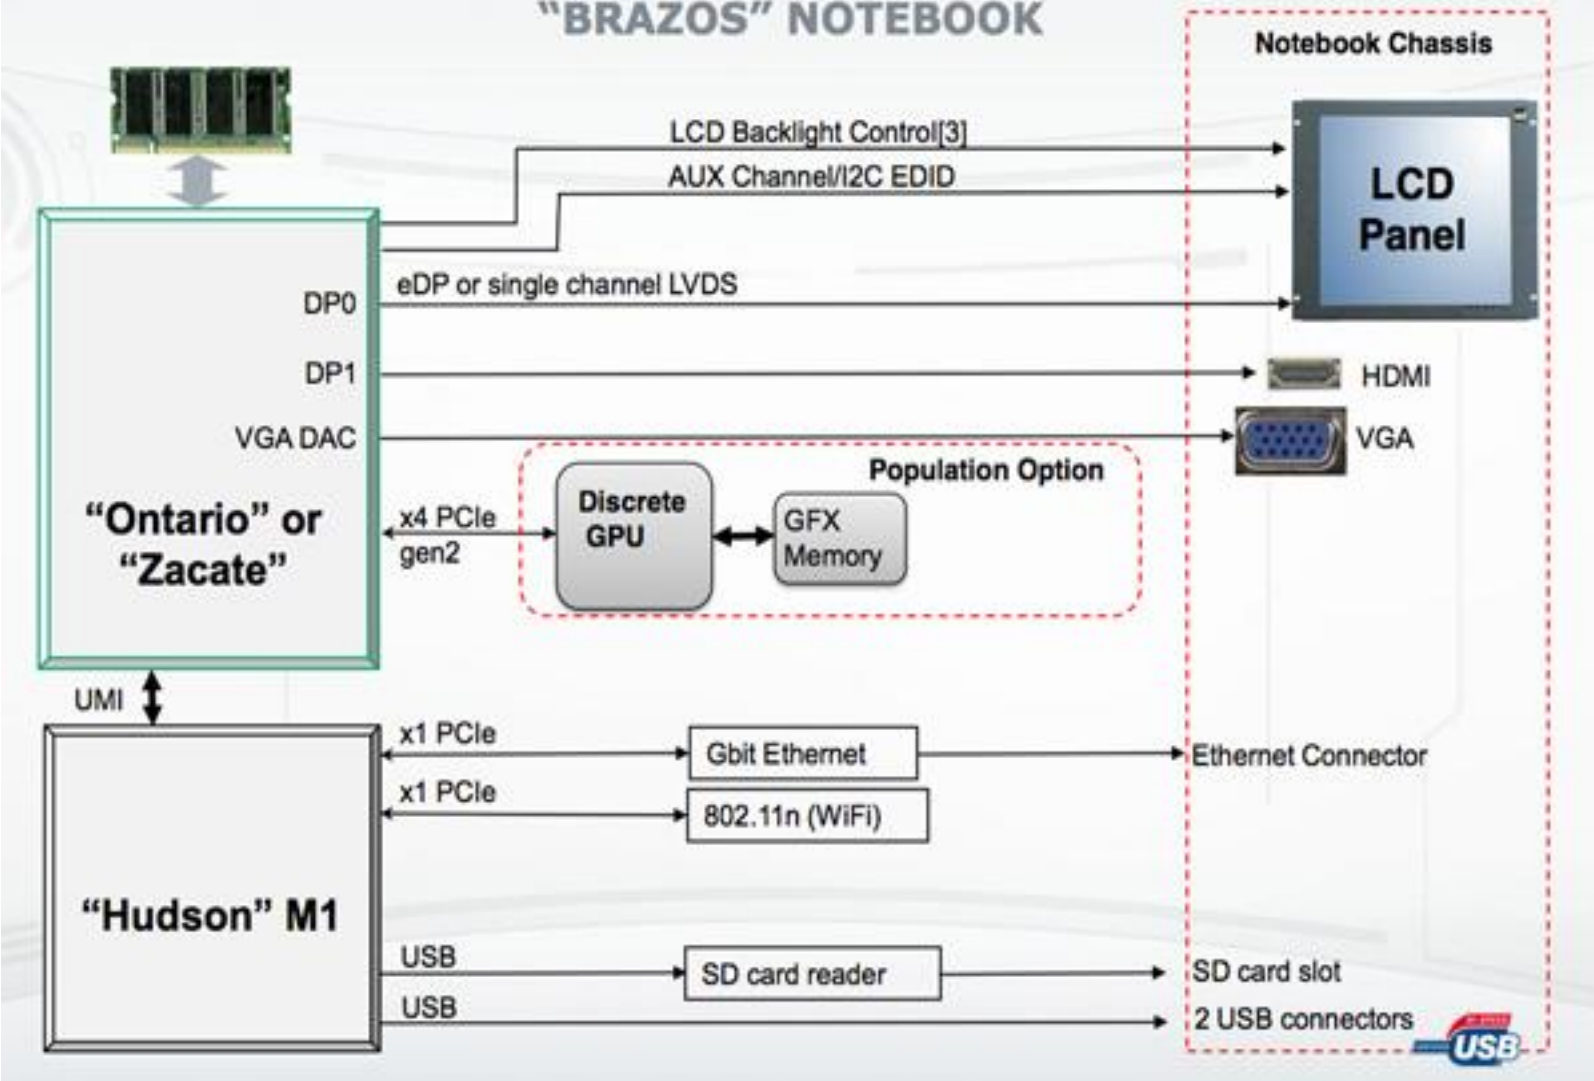 “BRAZOS” NOTEBOOK
Notebook Chassis
LCD Backlight Control[3]
AUX Channel/I2C EDID
LCD
Panel
eDP or single channel LVDS
DP0
DP1
HDMI
VGA DAC
VGA
Population Option
“Ontario” or
“Zacate”
x4 PCIe
gen2
Discrete
GPU
GFX
Memory
UMI
x1 PCIe
Gbit Ethernet
Ethernet Connector
x1 PCIe
802.11n (WiFi)
“Hudson” M1
USB
SD card reader
SD card slot
USB
2 USB connectors
USB